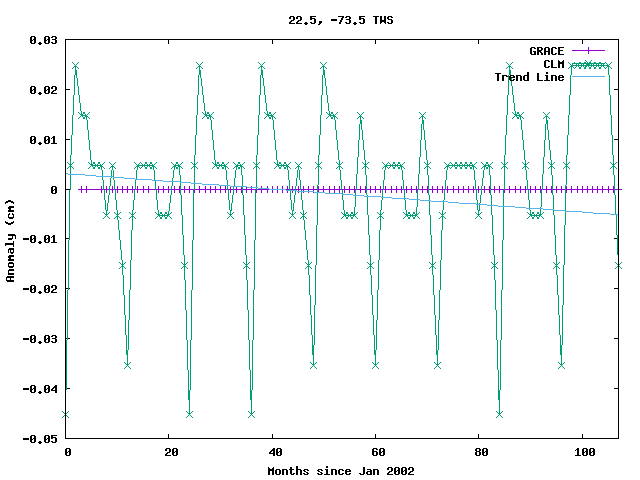 22.5, -73.5 TWS
GRACE
CLM
Trend Line
0.03
0.02
0.01
0
-0.01
-0.02
-0.03
-0.04
-0.05
Anomaly (cm)
0 20 40 60 80 100
Months since Jan 2002